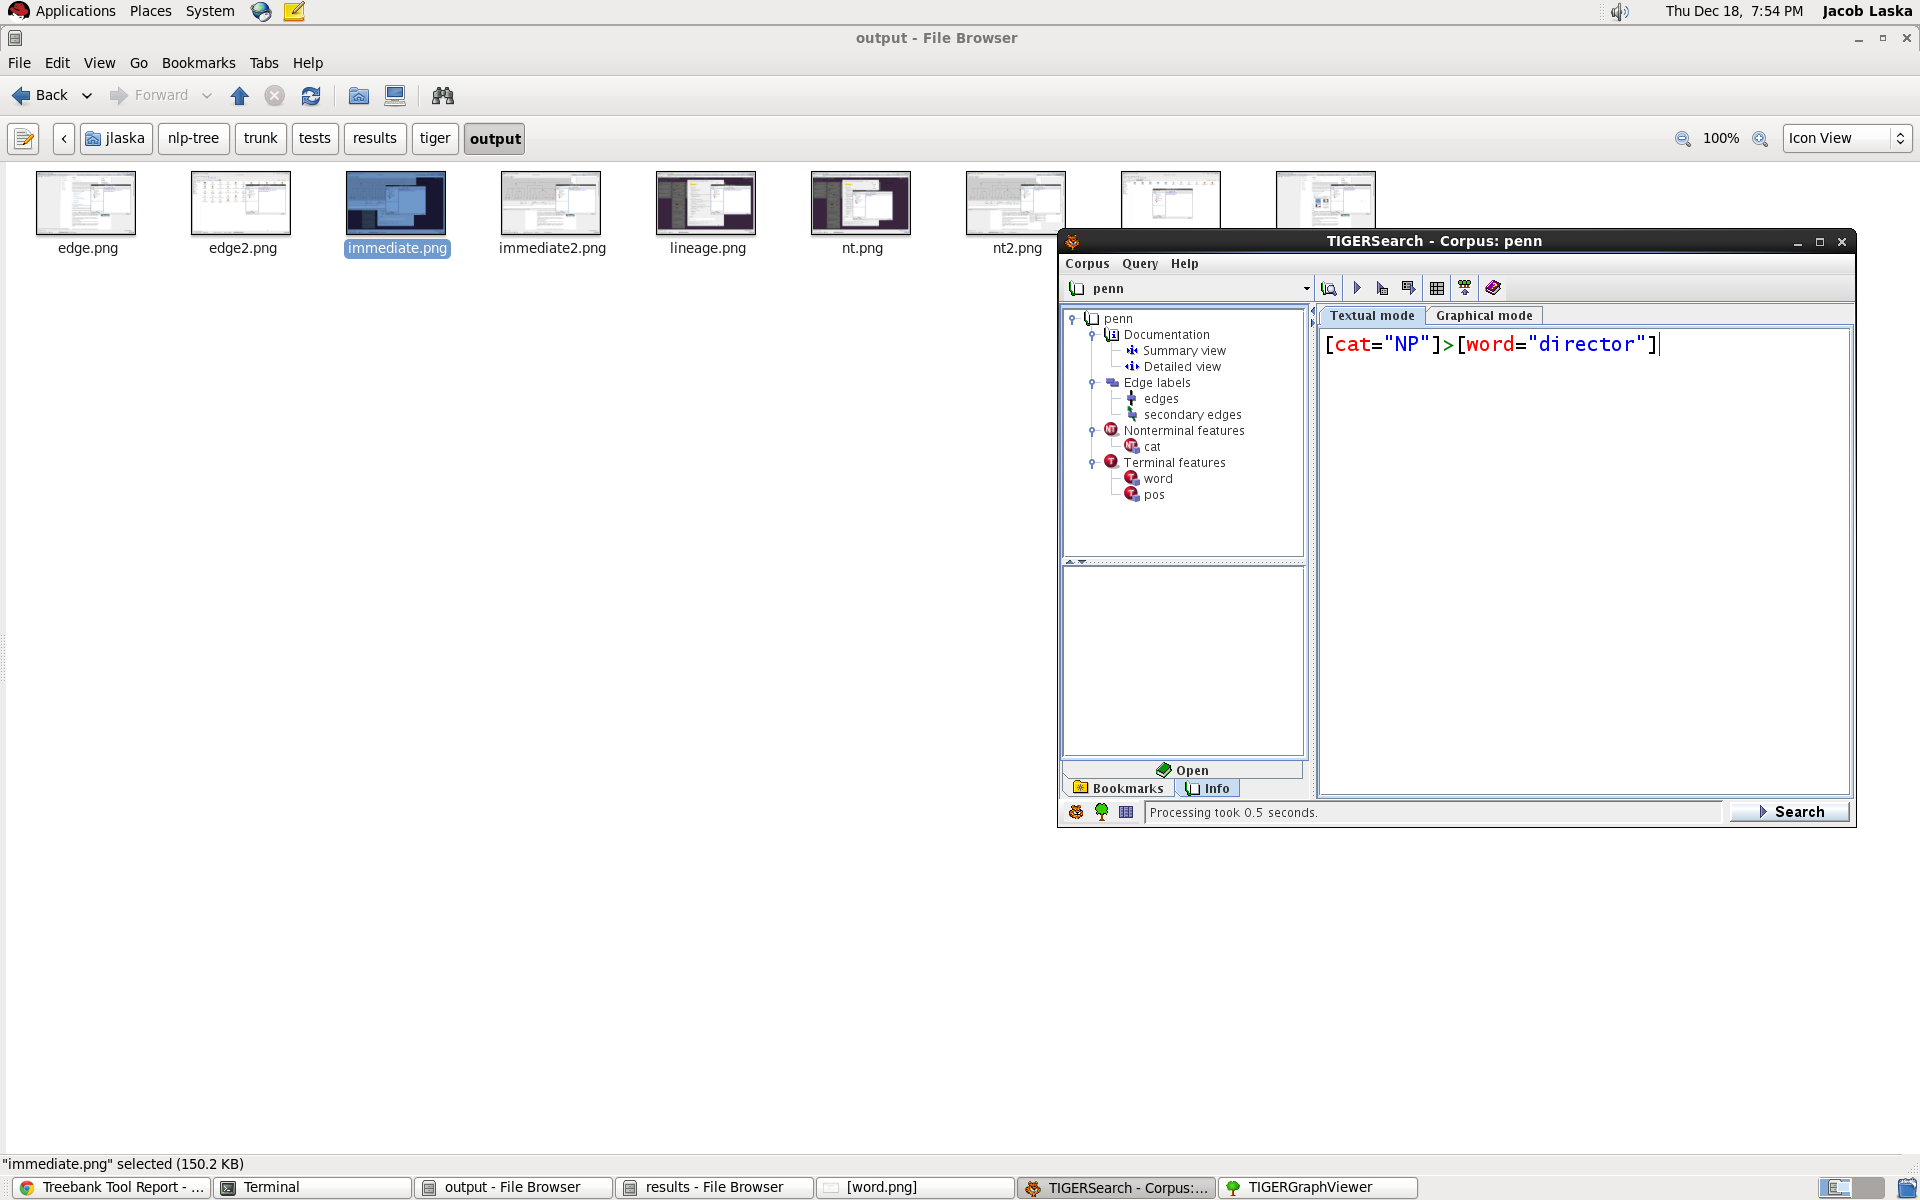 Applications Places System Thu Dec 18, 7:54 PM Jacob Laska
output - File Browser
File Edit View Go Bookmarks Tabs Help
Back Forward
jlaska nlp-tree trunk tests results tiger output 100% Icon View
edge.png edge2.png immediate.png immediate2.png lineage.png nt.png nt2.png
TIGERSearch - Corpus: penn
Corpus Query Help
penn
Textual mode Graphical mode
[cat="NP"]>[word="director"]
penn
Documentation
Summary view
Detailed view
Edge labels
edges
secondary edges
Nonterminal features
cat
Terminal features
word
pos
Open
Bookmarks Info
Processing took 0.5 seconds. Search
"immediate.png" selected (150.2 KB)
Treebank Tool Report - ... Terminal output - File Browser results - File Browser [word.png] TIGERSearch - Corpus:... TIGERGraphViewer